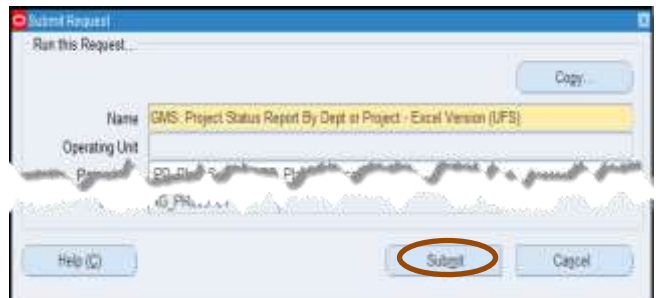 Submit Request
Run this Request...
Copy...
Name GMS: Project Status Report By Dept or Project - Excel Version (UFS)
Operating Unit
Help (C)
Submit
Cancel